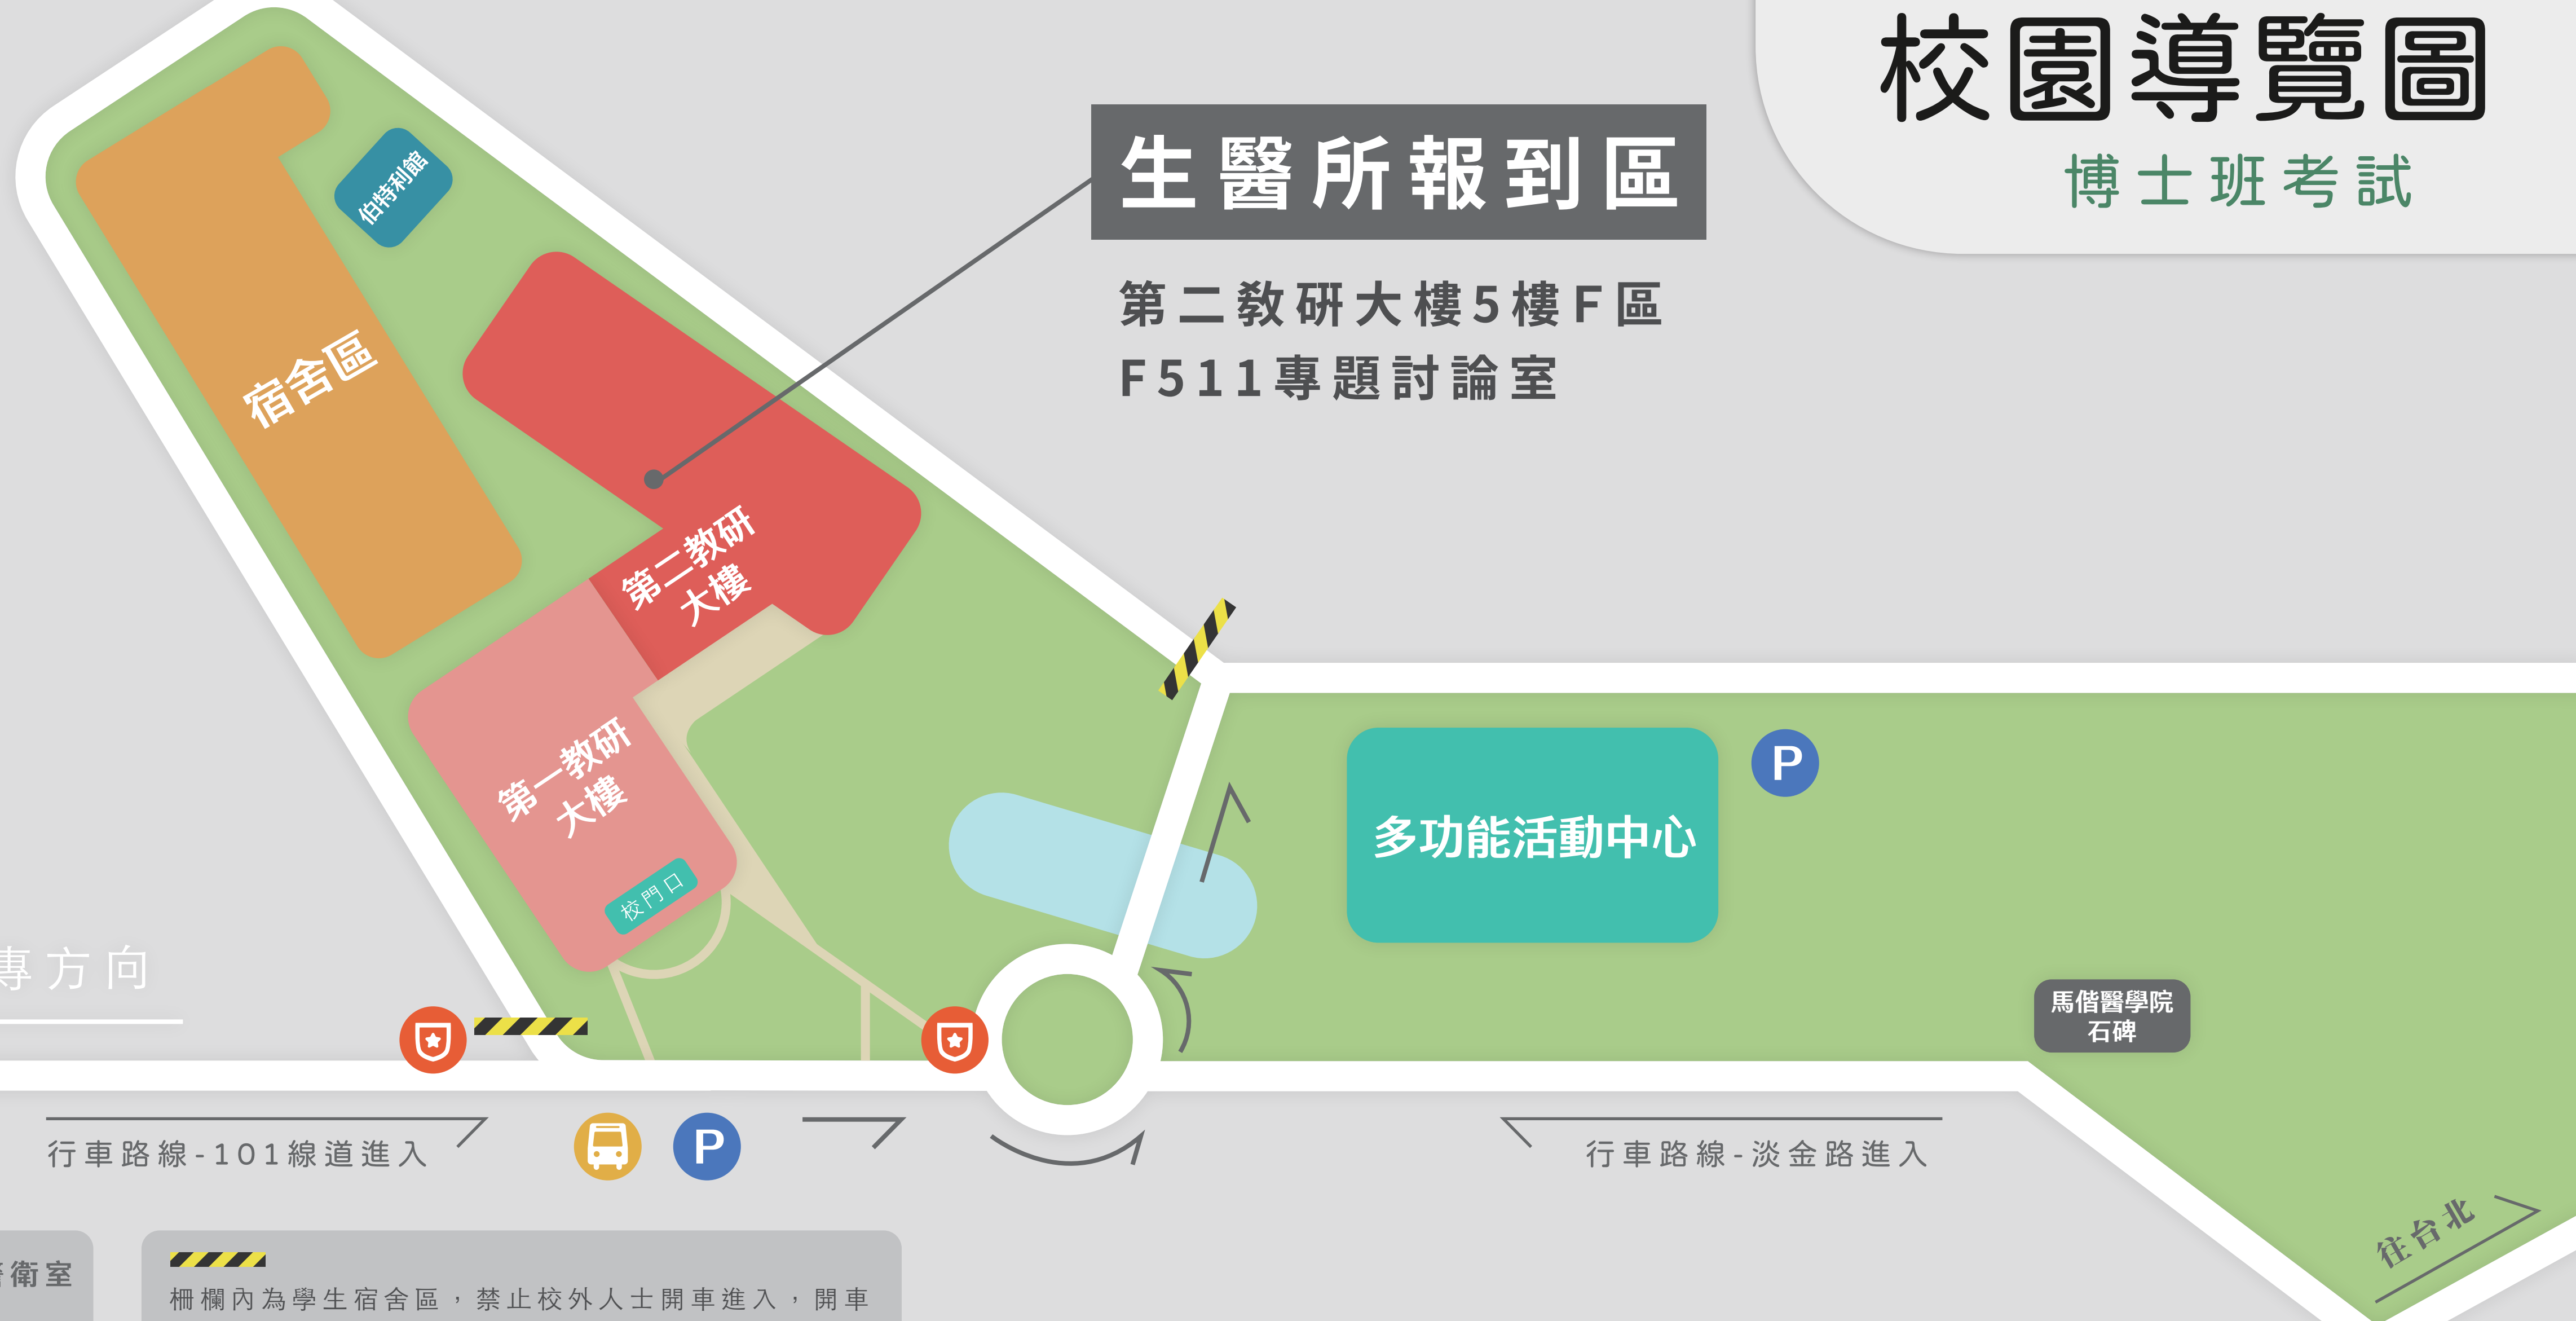 校園導覽圖
博士班考試
生醫所報到區
第二教研大樓5樓F區
F511專題討論室
伯特利館
宿舍區
第二教研
大樓
第一教研
大樓
校門口
多功能活動中心
P
馬偕醫學院
石碑
專方向
行車路線-101線道進入
P
行車路線-淡金路進入
往台北
衛室
柵欄內為學生宿舍區，禁止校外人士開車進入，開車